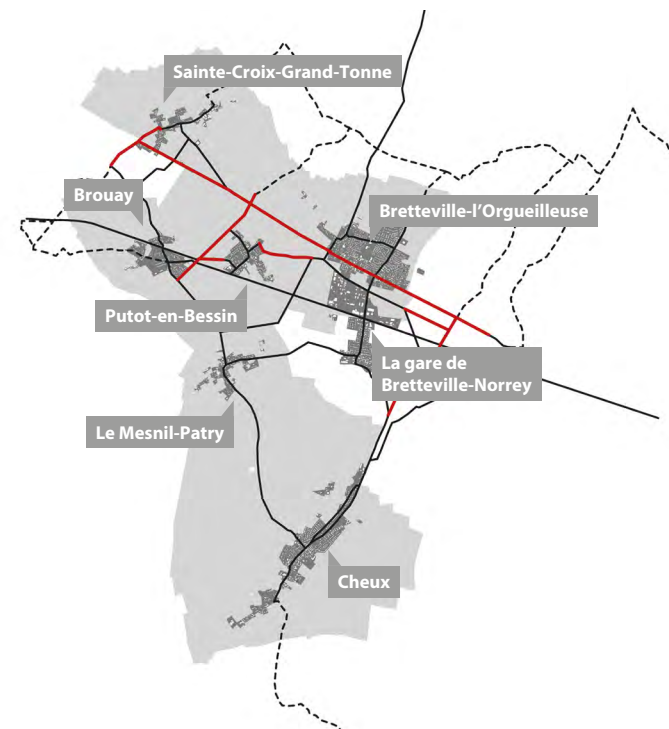 Sainte-Croix-Grand-Tonne
Brouay
Bretteville-l'Orgueilleuse
Putot-en-Bessin
La gare de
Bretteville-Norrey
Le Mesnil-Patry
Cheux